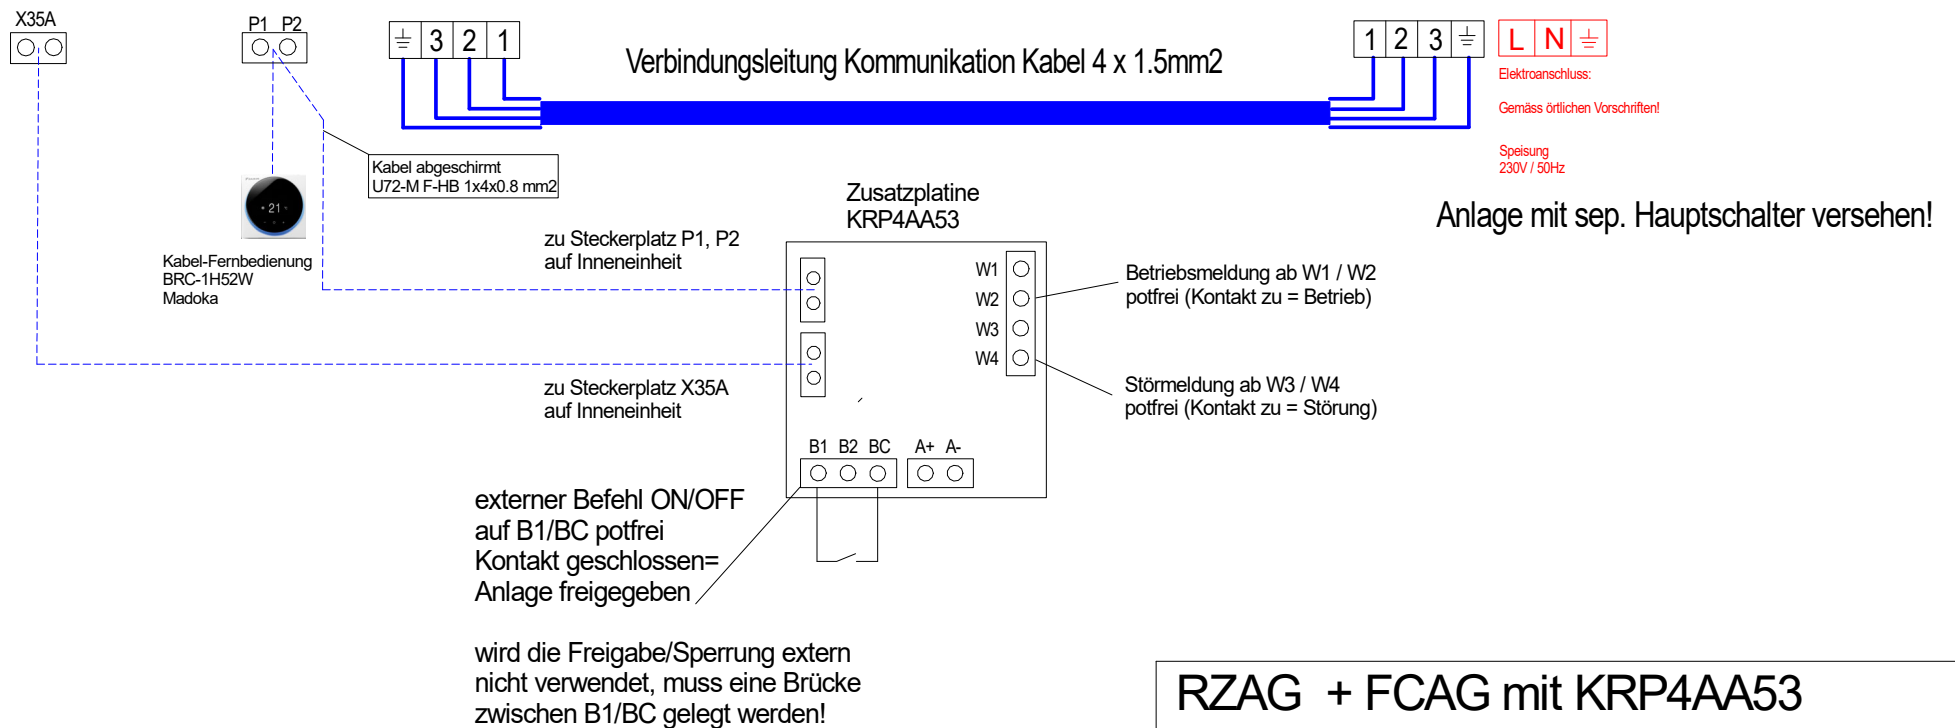 X35A
P1 P2
3 2 1
Verbindungsleitung Kommunikation Kabel 4 x 1.5mm2
1 2 3
L N
Elektroanschluss:
Gemäss örtlichen Vorschriften!
Speisung
230V / 50Hz
Anlage mit sep. Hauptschalter versehen!
Kabel abgeschirmt
U72-M F-HB 1x4x0.8 mm2
21
Kabel-Fernbedienung
BRC-1H52W
Madoka
Zusatzplatine
KRP4AA53
zu Steckerplatz P1, P2
auf Inneneinheit
zu Steckerplatz X35A
auf Inneneinheit
W1
W2
W3
W4
Betriebsmeldung ab W1 / W2
potfrei (Kontakt zu = Betrieb)
Störmeldung ab W3 / W4
potfrei (Kontakt zu = Störung)
B1 B2 BC A+ A-
externer Befehl ON/OFF
auf B1/BC potfrei
Kontakt geschlossen=
Anlage freigegeben
wird die Freigabe/Sperrung extern
nicht verwendet, muss eine Brücke
zwischen B1/BC gelegt werden!
RZAG + FCAG mit KRP4AA53